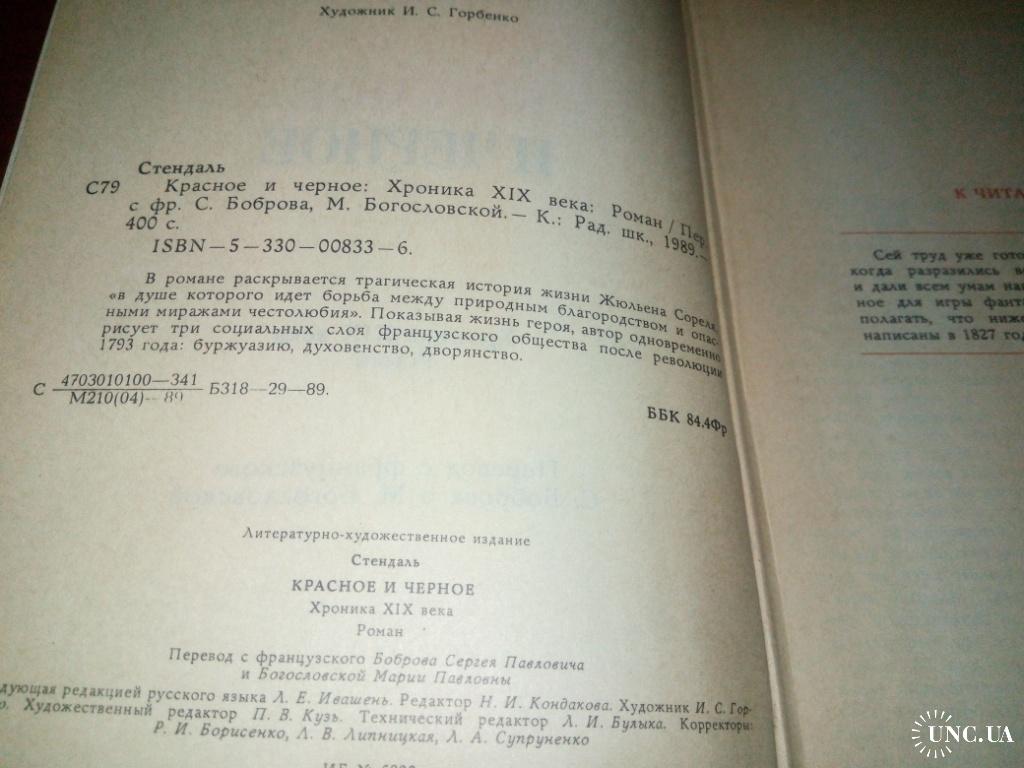 Художник И. С. Горбенко
Стендаль
С79 Красное и черное: Хроника XIX века: Роман / Пер.
с фр. С. Боброва, М. Богословской.— К.: Рад. шк., 1989.—
400 с.
ISBN—5—330—00833—6.
В романе раскрывается трагическая история жизни Жюльена Сореля,
«в душе которого идет борьба между природным благородством и опас-
ными миражами честолюбия». Показывая жизнь героя, автор одновременно
рисует три социальных слоя французского общества после революции
1793 года: буржуазию, духовенство, дворянство.
С 4703010100—341
М210(04)—89 Б318—29—89.
ББК 84.4Фр
Литературно-художественное издание
Стендаль
КРАСНОЕ И ЧЕРНОЕ
Хроника XIX века
Роман
Перевод с французского Боброва Сергея Павловича
и Богословской Марии Павловны
дующая редакцией русского языка Л. Е. Ивашень. Редактор Н. И. Кондакова. Художник И. С. Гор-
о. Художественный редактор П. В. Кузь. Технический редактор Л. И. Булыка. Корректоры:
Р. И. Борисенко, Л. В. Липницкая, Л. А. Супруненко
К ЧИТА
Сей труд уже гото
когда разразились в
и дали всем умам на
ное для игры фант
полагать, что ниже
написаны в 1827 год
UNC.UA